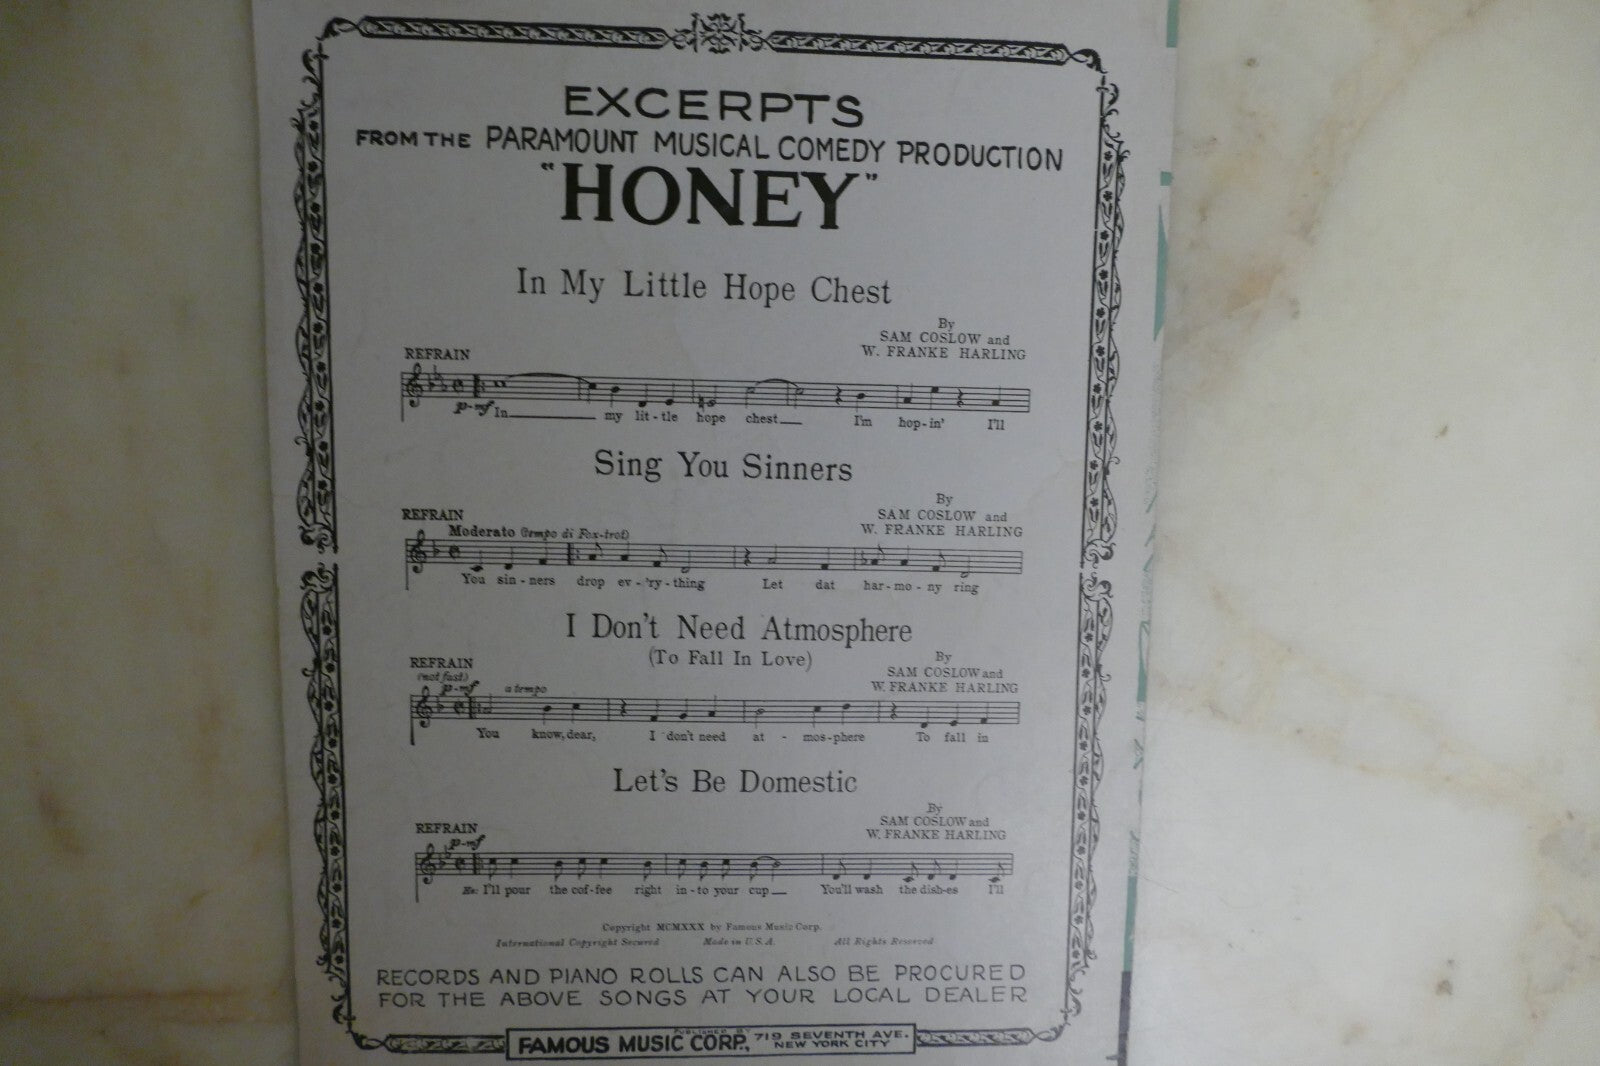 EXCERPTS
FROM THE PARAMOUNT MUSICAL COMEDY PRODUCTION
"HONEY"
In My Little Hope Chest
By
SAM COSLOW and
W. FRANKE HARLING
REFRAIN
p-mf
In my lit-tle hope chest I'm hop-in' I'll
Sing You Sinners
By
SAM COSLOW and
W. FRANKE HARLING
REFRAIN
Moderato (tempo di Fox-trot)
You sin-ners drop ev-'ry-thing Let dat har-mo-ny ring
I Don't Need Atmosphere
(To Fall In Love)
By
SAM COSLOW and
W. FRANKE HARLING
REFRAIN
(not fast)
p-mf a tempo
You know, dear, I don't need at - mos-phere To fall in
Let's Be Domestic
By
SAM COSLOW and
W. FRANKE HARLING
REFRAIN
p-mf
He: I'll pour the cof-fee right in-to your cup You'll wash the dish-es I'll
Copyright MCMXXX by Famous Music Corp.
International Copyright Secured Made in U.S.A. All Rights Reserved
RECORDS AND PIANO ROLLS CAN ALSO BE PROCURED
FOR THE ABOVE SONGS AT YOUR LOCAL DEALER
PUBLISHED BY
FAMOUS MUSIC CORP., 719 SEVENTH AVE.
NEW YORK CITY